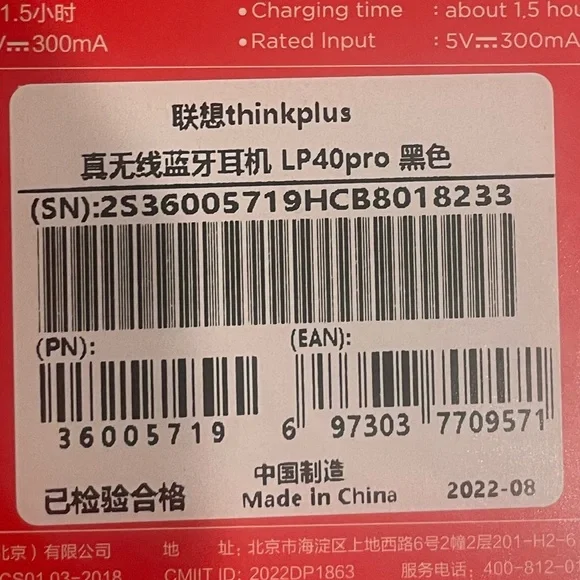 1.5小时
• Charging time : about 1.5 hou
V⎓300mA
• Rated Input : 5V⎓300mA
联想thinkplus
真无线蓝牙耳机 LP40pro 黑色
(SN):2S36005719HCB8018233
(PN):
(EAN):
36005719
6 97303 7709571
中国制造
已检验合格
Made in China
2022-08
北京）有限公司
地 址: 北京市海淀区上地西路6号2幢2层201-H2-6
CS01 03-2018
CMIIT ID: 2022DP1863
服务电话: 400-812-0